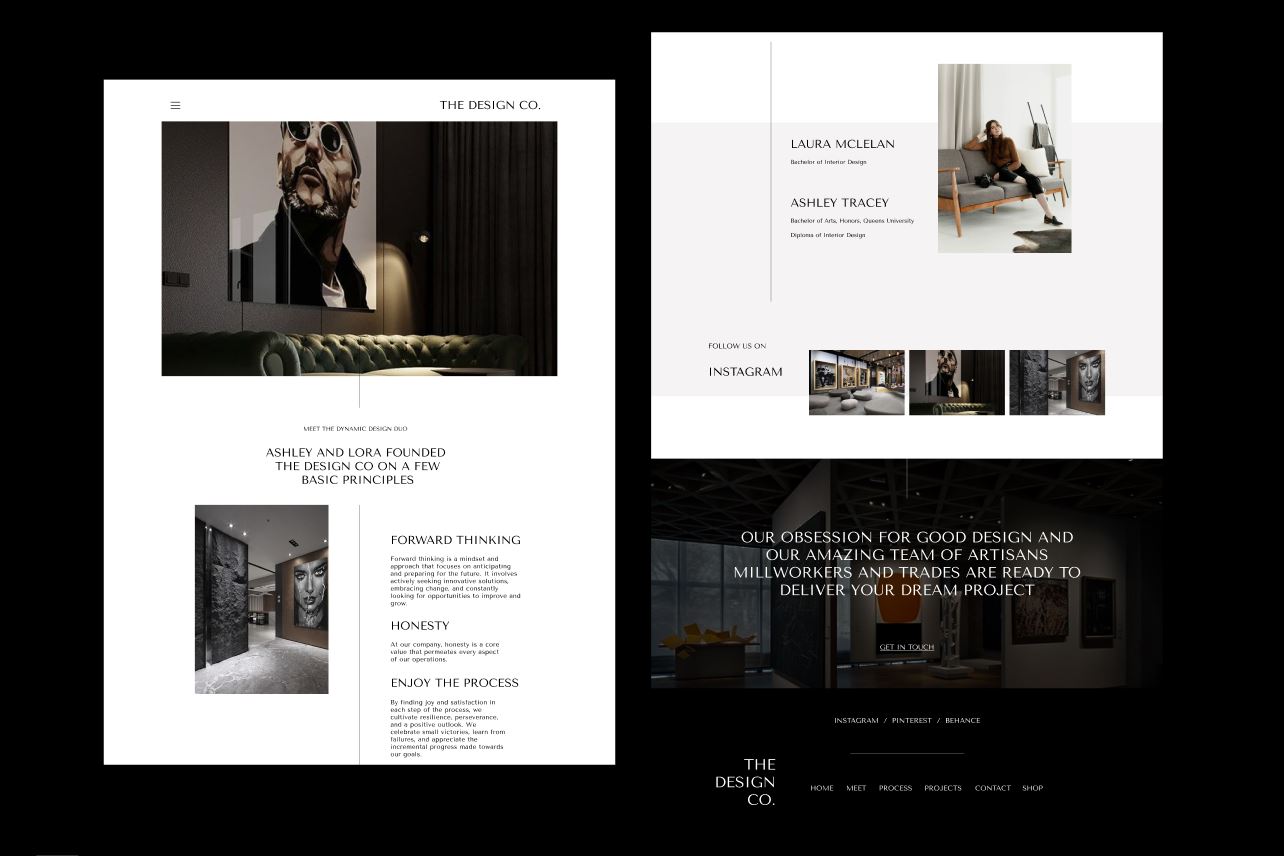 THE DESIGN CO.
MEET THE DYNAMIC DESIGN DUO
ASHLEY AND LORA FOUNDED
THE DESIGN CO ON A FEW
BASIC PRINCIPLES
FORWARD THINKING
Forward thinking is a mindset and
approach that focuses on anticipating
and preparing for the future. It involves
actively seeking innovative solutions,
embracing change, and constantly
looking for opportunities to improve and
grow.
HONESTY
At our company, honesty is a core
value that permeates every aspect
of our operations.
ENJOY THE PROCESS
By finding joy and satisfaction in
each step of the process, we
cultivate resilience, perseverance,
and a positive outlook. We
celebrate small victories, learn from
failures, and appreciate the
incremental progress made towards
our goals.
LAURA MCLELAN
Bachelor of Interior Design
ASHLEY TRACEY
Bachelor of Arts, Honors, Queens University
Diploma of Interior Design
FOLLOW US ON
INSTAGRAM
OUR OBSESSION FOR GOOD DESIGN AND
OUR AMAZING TEAM OF ARTISANS
MILLWORKERS AND TRADES ARE READY TO
DELIVER YOUR DREAM PROJECT
GET IN TOUCH
INSTAGRAM / PINTEREST / BEHANCE
THE
DESIGN
CO.
HOME MEET PROCESS PROJECTS CONTACT SHOP